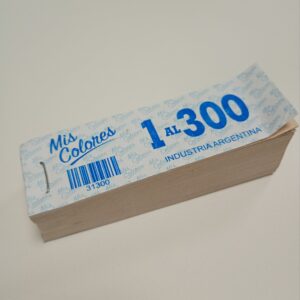 Mis
Colores
1 AL 300
INDUSTRIA ARGENTINA
31300